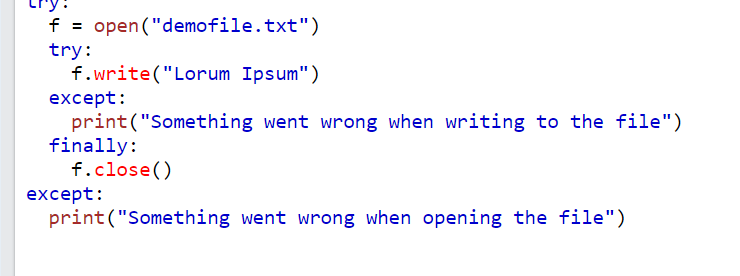 try:
  f = open("demofile.txt")
  try:
    f.write("Lorum Ipsum")
  except:
    print("Something went wrong when writing to the file")
  finally:
    f.close()
except:
  print("Something went wrong when opening the file")